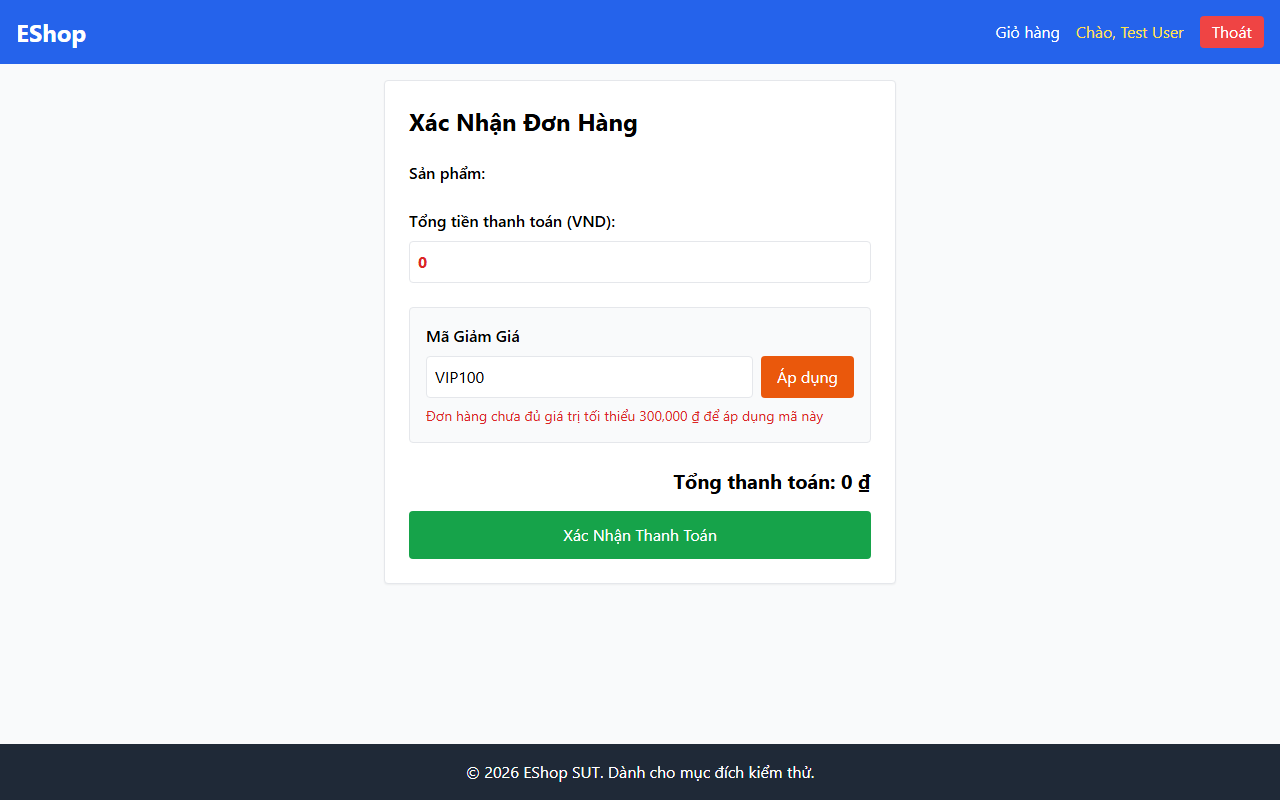 EShop
Giỏ hàng
Chào, Test User
Thoát
Xác Nhận Đơn Hàng
Sản phẩm:
Tổng tiền thanh toán (VND):
0
Mã Giảm Giá
VIP100
Áp dụng
Đơn hàng chưa đủ giá trị tối thiểu 300,000 ₫ để áp dụng mã này
Tổng thanh toán: 0 ₫
Xác Nhận Thanh Toán
© 2026 EShop SUT. Dành cho mục đích kiểm thử.